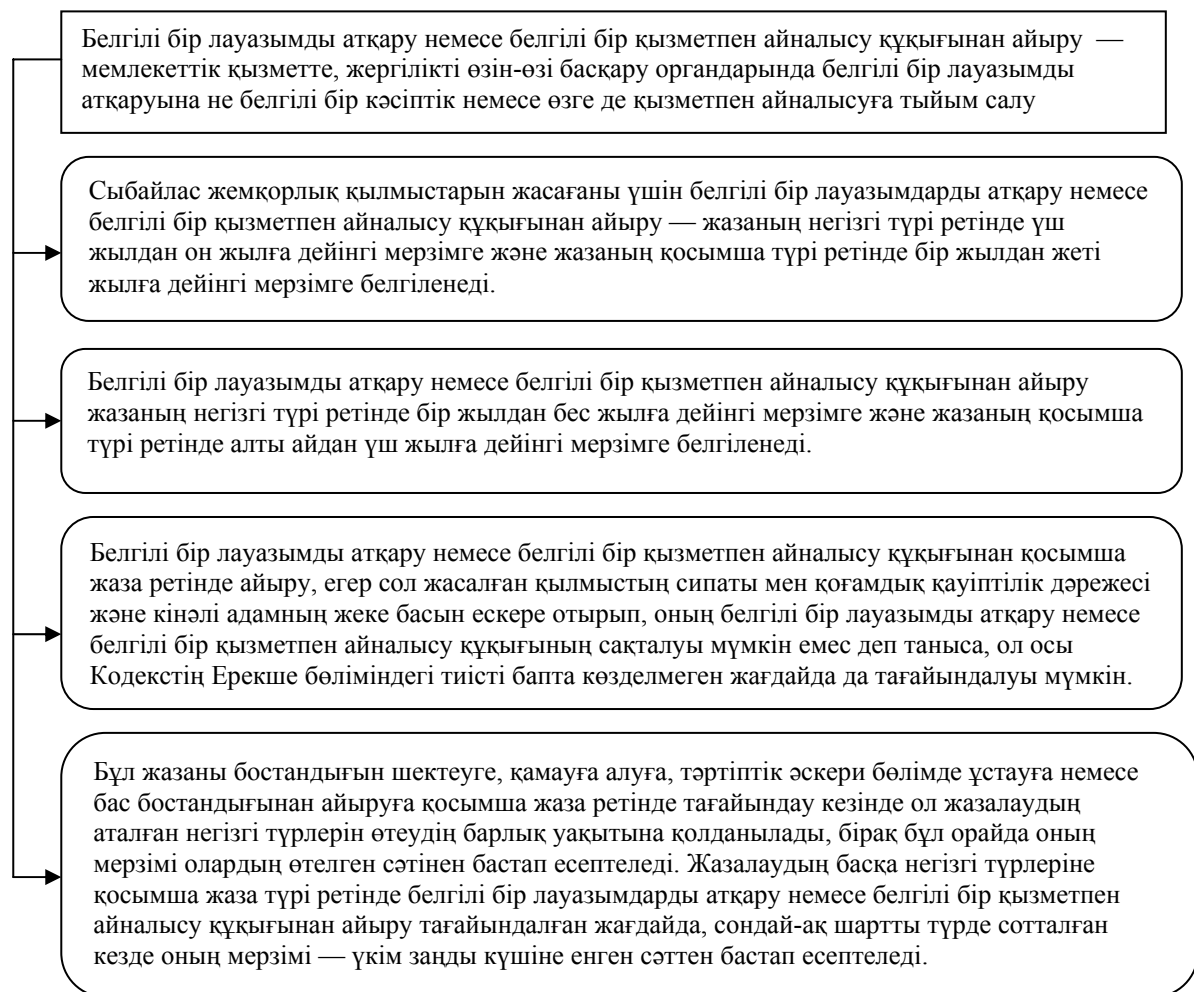 Белгілі бір лауазымды атқару немесе белгілі бір қызметпен айналысу құқығынан айыру —
мемлекеттік қызметте, жергілікті өзін-өзі басқару органдарында белгілі бір лауазымды
атқаруына не белгілі бір кәсіптік немесе өзге де қызметпен айналысуға тыйым салу
Сыбайлас жемқорлық қылмыстарын жасағаны үшін белгілі бір лауазымдарды атқару немесе
белгілі бір қызметпен айналысу құқығынан айыру — жазаның негізгі түрі ретінде үш
жылдан он жылға дейінгі мерзімге және жазаның қосымша түрі ретінде бір жылдан жеті
жылға дейінгі мерзімге белгіленеді.
Белгілі бір лауазымды атқару немесе белгілі бір қызметпен айналысу құқығынан айыру
жазаның негізгі түрі ретінде бір жылдан бес жылға дейінгі мерзімге және жазаның қосымша
түрі ретінде алты айдан үш жылға дейінгі мерзімге белгіленеді.
Белгілі бір лауазымды атқару немесе белгілі бір қызметпен айналысу құқығынан қосымша
жаза ретінде айыру, егер сол жасалған қылмыстың сипаты мен қоғамдық қауіптілік дәрежесі
және кінәлі адамның жеке басын ескере отырып, оның белгілі бір лауазымды атқару немесе
белгілі бір қызметпен айналысу құқығының сақталуы мүмкін емес деп таныса, ол осы
Кодекстің Ерекше бөліміндегі тиісті бапта көзделмеген жағдайда да тағайындалуы мүмкін.
Бұл жазаны бостандығын шектеуге, қамауға алуға, тәртіптік әскери бөлімде ұстауға немесе
бас бостандығынан айыруға қосымша жаза ретінде тағайындау кезінде ол жазалаудың
аталған негізгі түрлерін өтеудің барлық уақытына қолданылады, бірақ бұл орайда оның
мерзімі олардың өтелген сәтінен бастап есептеледі. Жазалаудың басқа негізгі түрлеріне
қосымша жаза түрі ретінде белгілі бір лауазымдарды атқару немесе белгілі бір қызметпен
айналысу құқығынан айыру тағайындалған жағдайда, сондай-ақ шартты түрде сотталған
кезде оның мерзімі — үкім заңды күшіне енген сәттен бастап есептеледі.